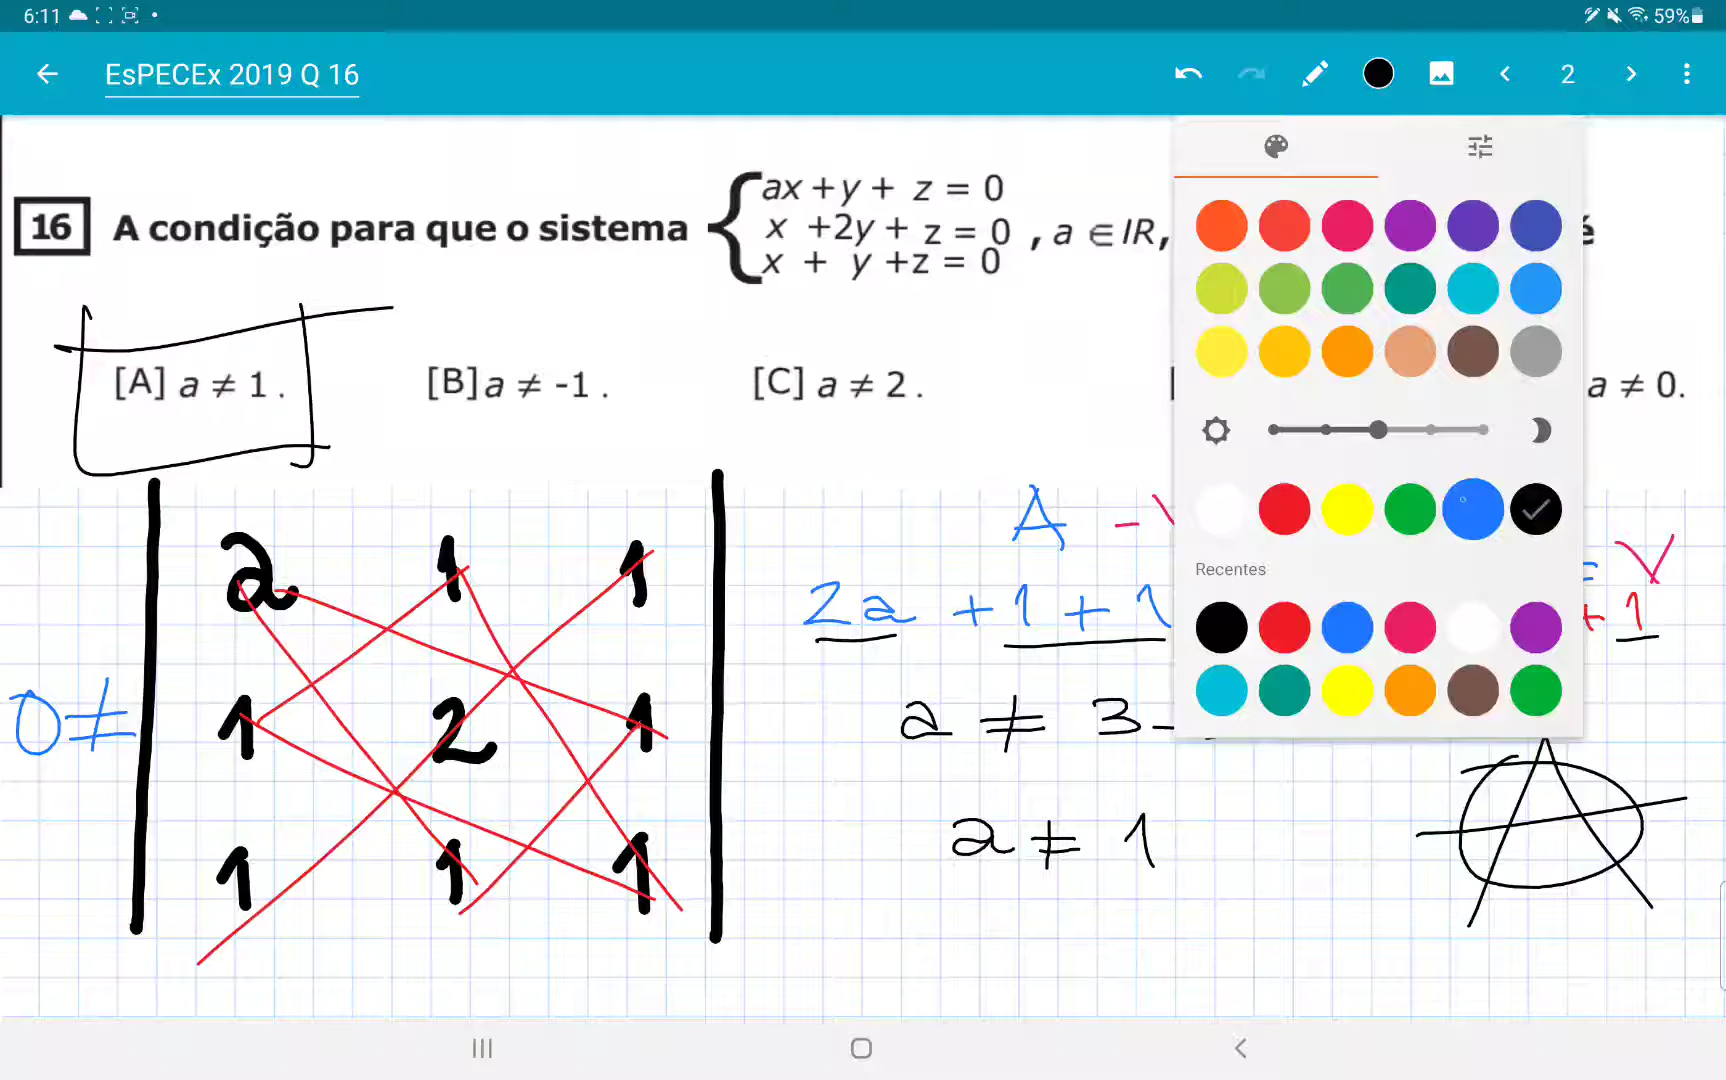 6:11 59%
EsPECEx 2019 Q 16 2
ax + y + z = 0
16 A condição para que o sistema x + 2y + z = 0 , a ∈ IR, é
x + y + z = 0
[A] a ≠ 1 . [B] a ≠ -1 . [C] a ≠ 2 . a ≠ 0.
A - V
= V
a 1 1
2a + 1 + 1 + 1
Recentes
0 ≠ 1 2 1
a ≠ 3 -
1 1 1
a ≠ 1
A